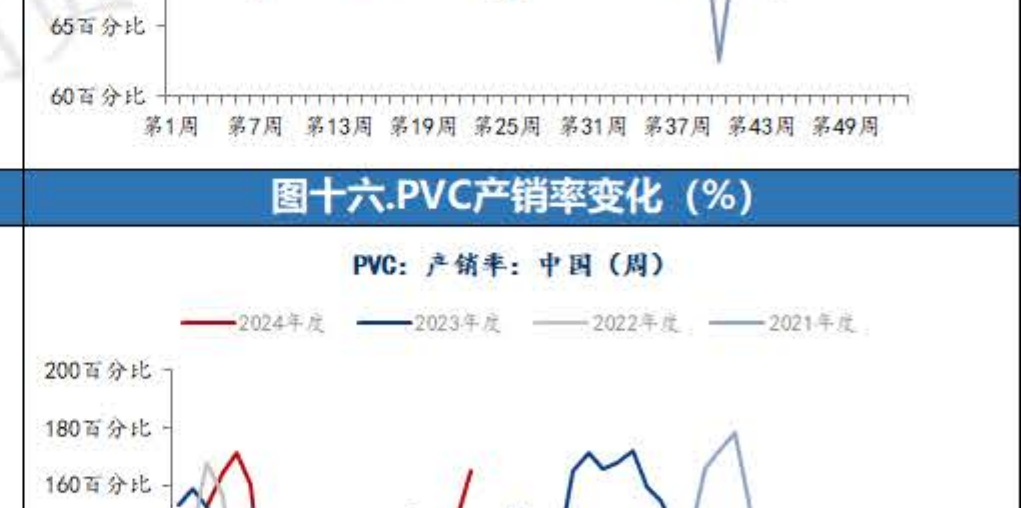 65百分比
60百分比
第1周 第7周 第13周 第19周 第25周 第31周 第37周 第43周 第49周
图十六.PVC产销率变化（%）
PVC：产销率：中国（周）
2024年度 2023年度 2022年度 2021年度
200百分比
180百分比
160百分比